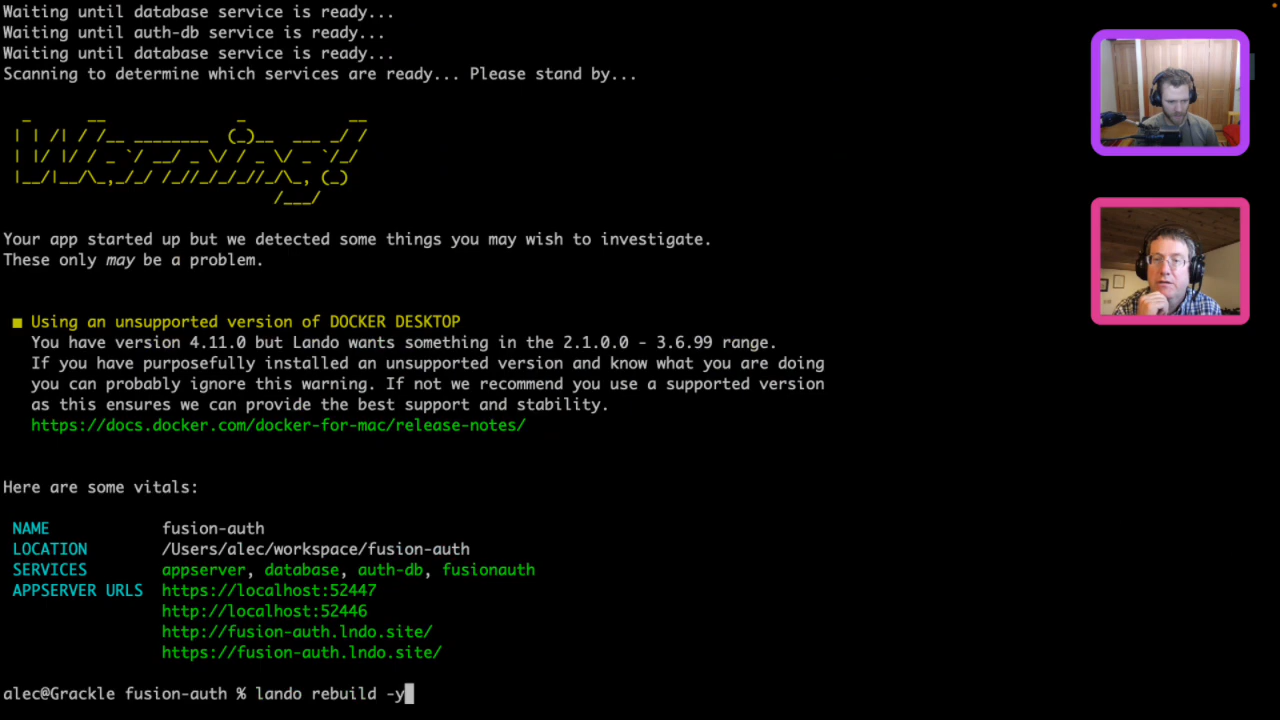 Waiting until database service is ready...
Waiting until auth-db service is ready...
Waiting until database service is ready...
Scanning to determine which services are ready... Please stand by...
Warning!
Your app started up but we detected some things you may wish to investigate.
These only may be a problem.
■ Using an unsupported version of DOCKER DESKTOP
You have version 4.11.0 but Lando wants something in the 2.1.0.0 - 3.6.99 range.
If you have purposefully installed an unsupported version and know what you are doing
you can probably ignore this warning. If not we recommend you use a supported version
as this ensures we can provide the best support and stability.
https://docs.docker.com/docker-for-mac/release-notes/
Here are some vitals:
NAME fusion-auth
LOCATION /Users/alec/workspace/fusion-auth
SERVICES appserver, database, auth-db, fusionauth
APPSERVER URLS https://localhost:52447
http://localhost:52446
http://fusion-auth.lndo.site/
https://fusion-auth.lndo.site/
alec@Grackle fusion-auth % lando rebuild -y